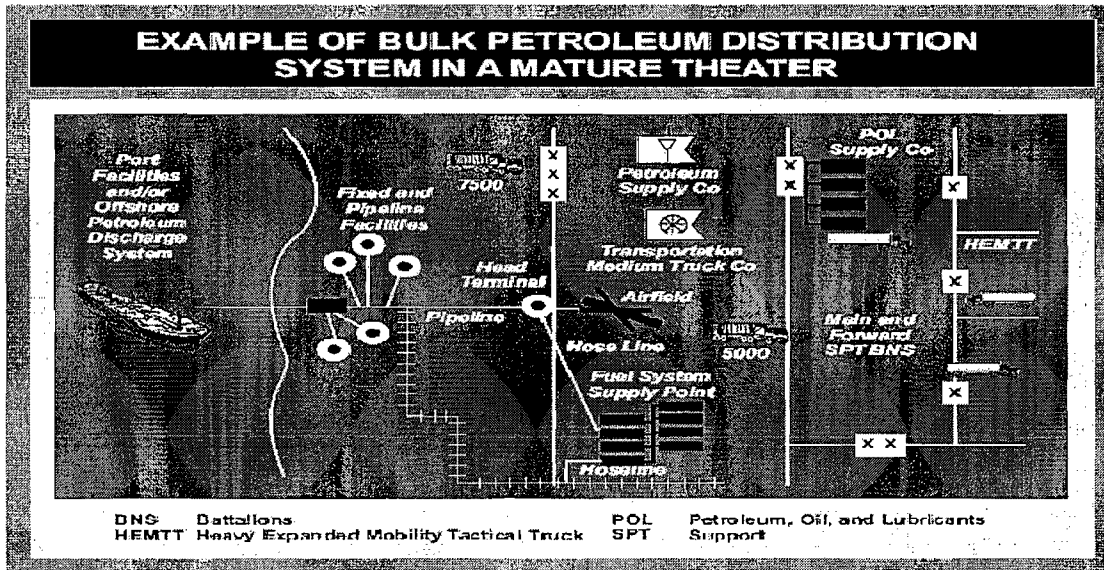 EXAMPLE OF BULK PETROLEUM DISTRIBUTION
SYSTEM IN A MATURE THEATER
Port
Facilities
and/or
Offshore
Petroleum
Discharge
System
Fixed and
Pipeline
Facilities
7500
X
X
X
Petroleum
Supply Co
Transportation
Medium Truck Co
Head
Terminal
Pipeline
Airfield
Hose Line
5000
Fuel System
Supply Point
Hoseline
X
X
POL
Supply Co
X
HEMTT
X
Main and
Forward
SPT BNS
X
X X
BNS Battalions
HEMTT Heavy Expanded Mobility Tactical Truck
POL Petroleum, Oil, and Lubricants
SPT Support